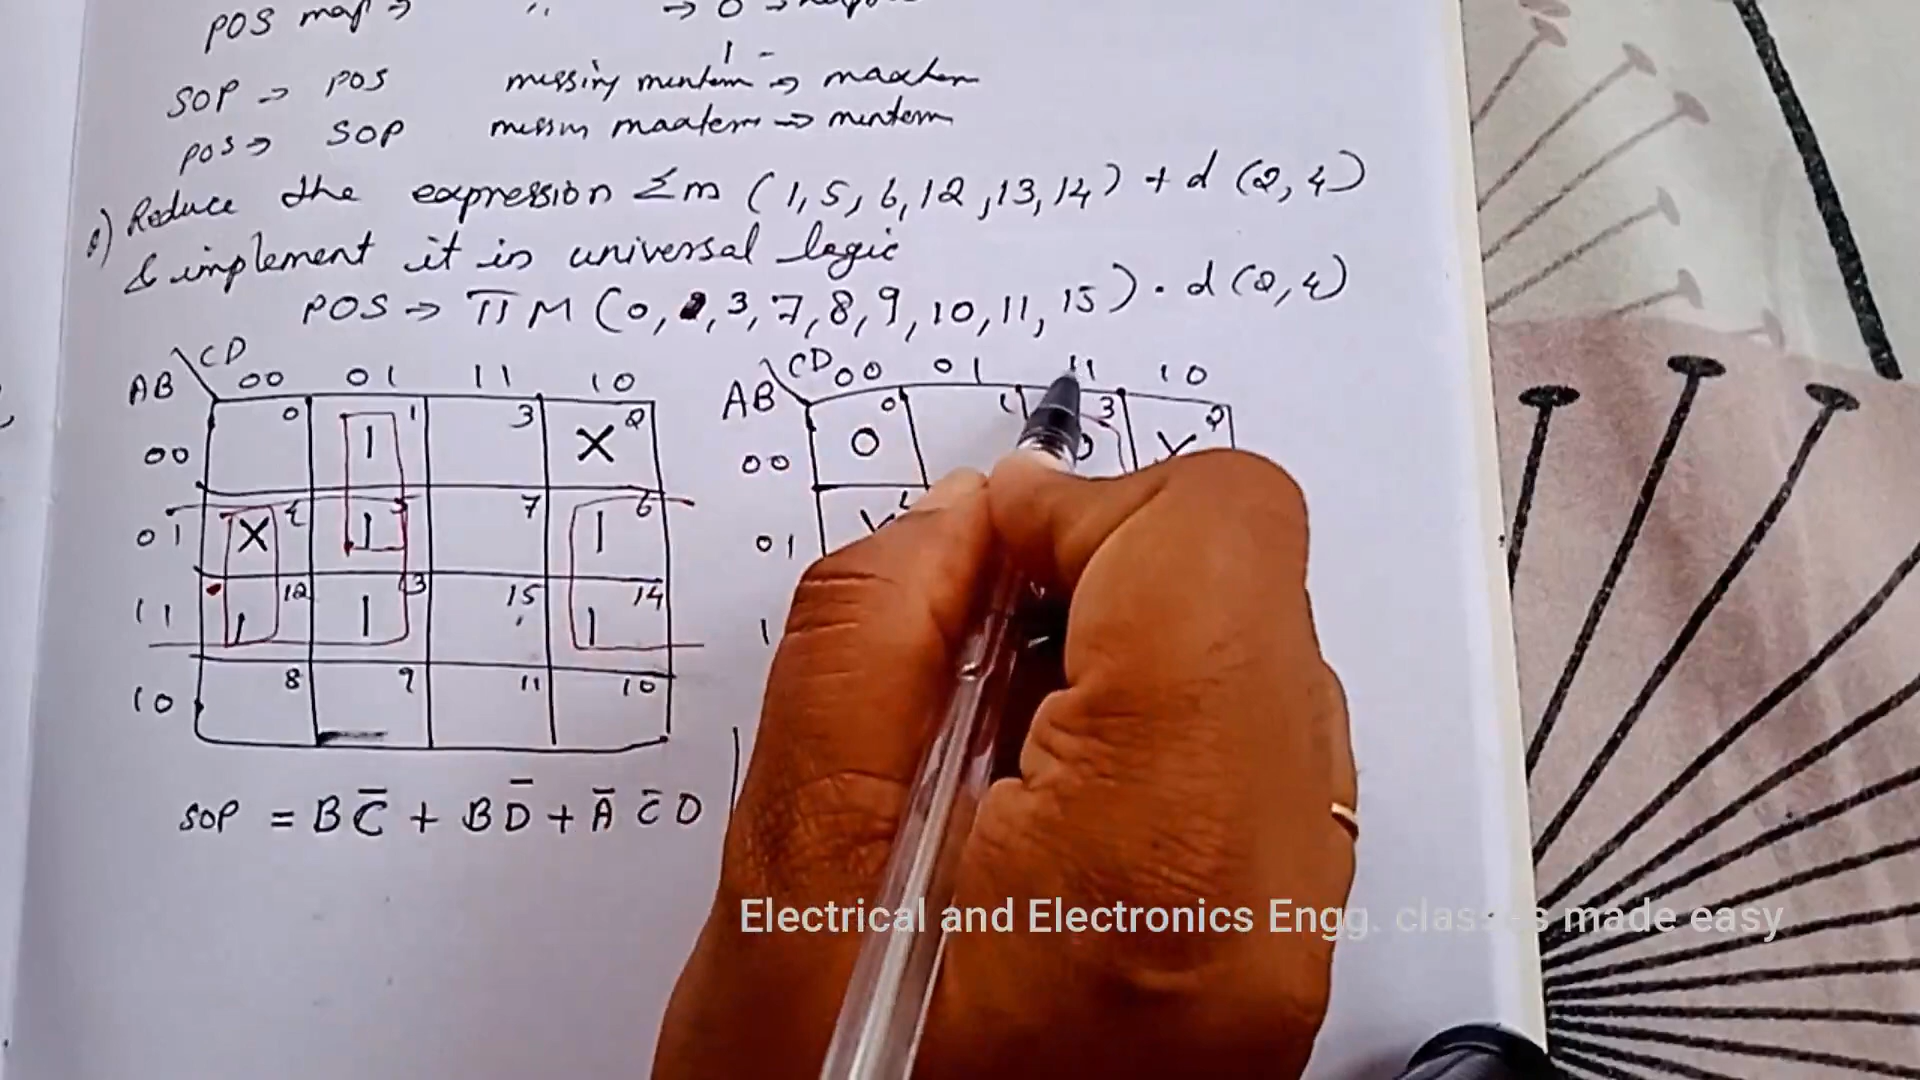 POS map →
SOP → POS missing minterm → maxterm
POS → SOP missin maxterm → minterm
Reduce the expression Σm (1,5,6,12,13,14) + d (2,4)
& implement it is universal logic
POS → ΠM (0, 3,7,8,9,10,11,15) . d (2,4)
AB CD 00 01 11 10
00 0 1 1 3 X 2
01 X 4 1 5 7 1 6
11 1 12 1 13 15 1 14
10 8 9 11 10
SOP = BC̅ + BD̅ + A̅ C̅ D
AB CD 00 01 11 10
00 0 0 1 3 2
01
Electrical and Electronics Engg. classes made easy